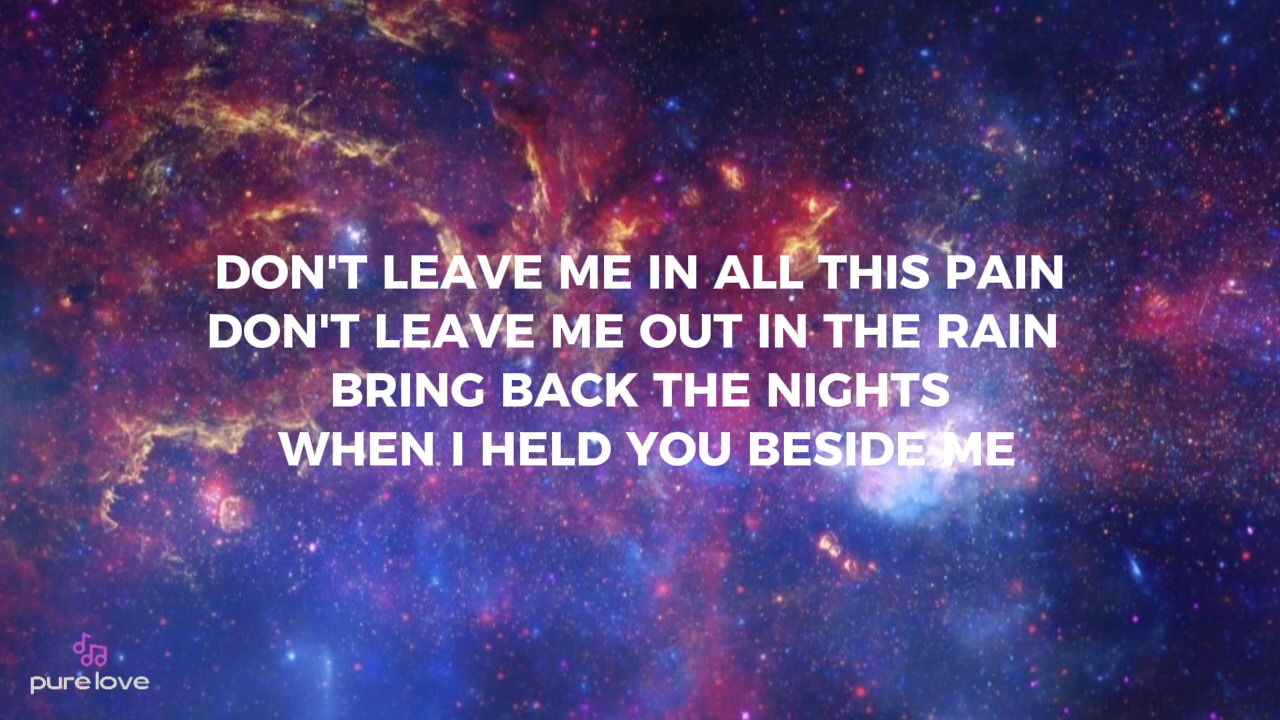 DON'T LEAVE ME IN ALL THIS PAIN
DON'T LEAVE ME OUT IN THE RAIN
BRING BACK THE NIGHTS
WHEN I HELD YOU BESIDE ME
pure love